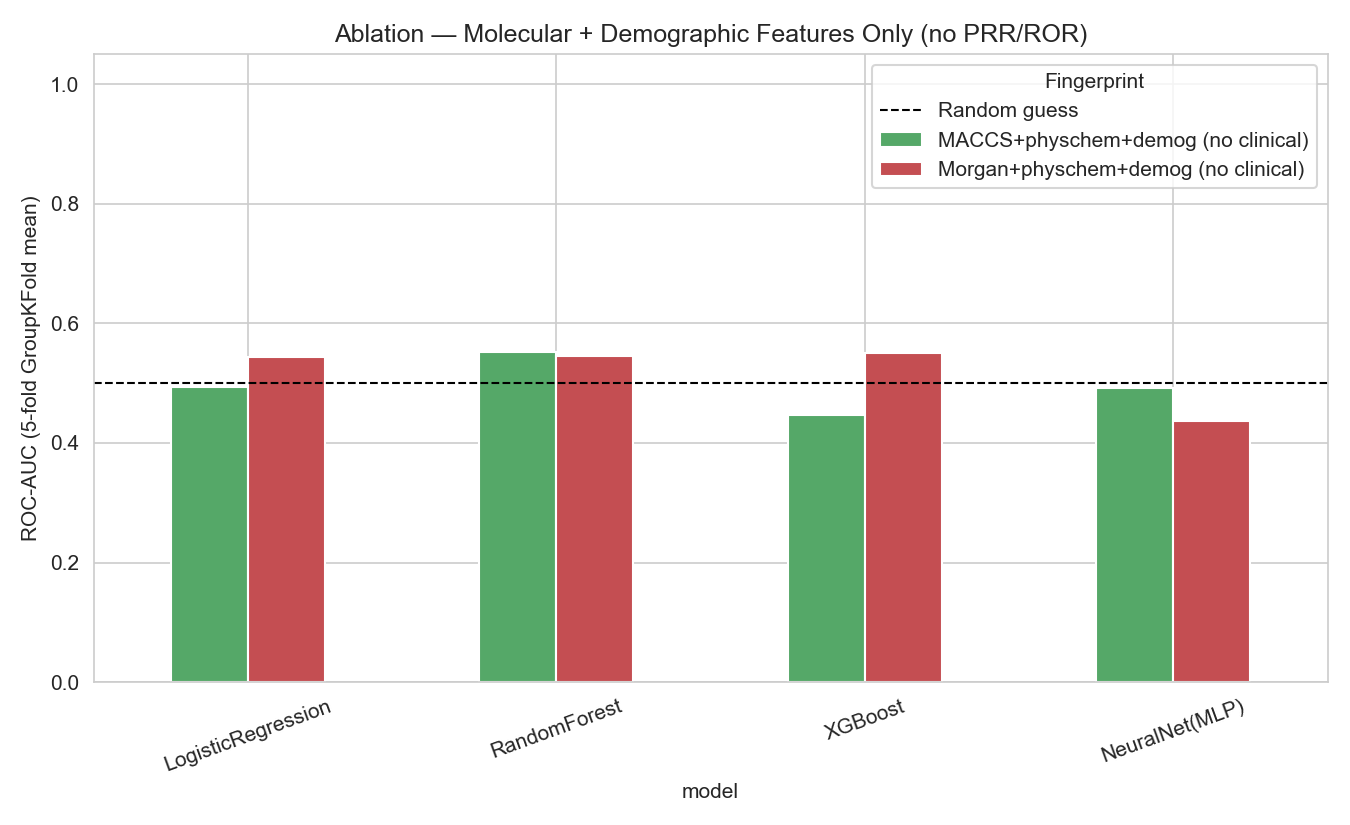 Ablation — Molecular + Demographic Features Only (no PRR/ROR)
Fingerprint
Random guess
MACCS+physchem+demog (no clinical)
Morgan+physchem+demog (no clinical)
ROC-AUC (5-fold GroupKFold mean)
1.0
0.8
0.6
0.4
0.2
0.0
LogisticRegression
RandomForest
XGBoost
NeuralNet(MLP)
model